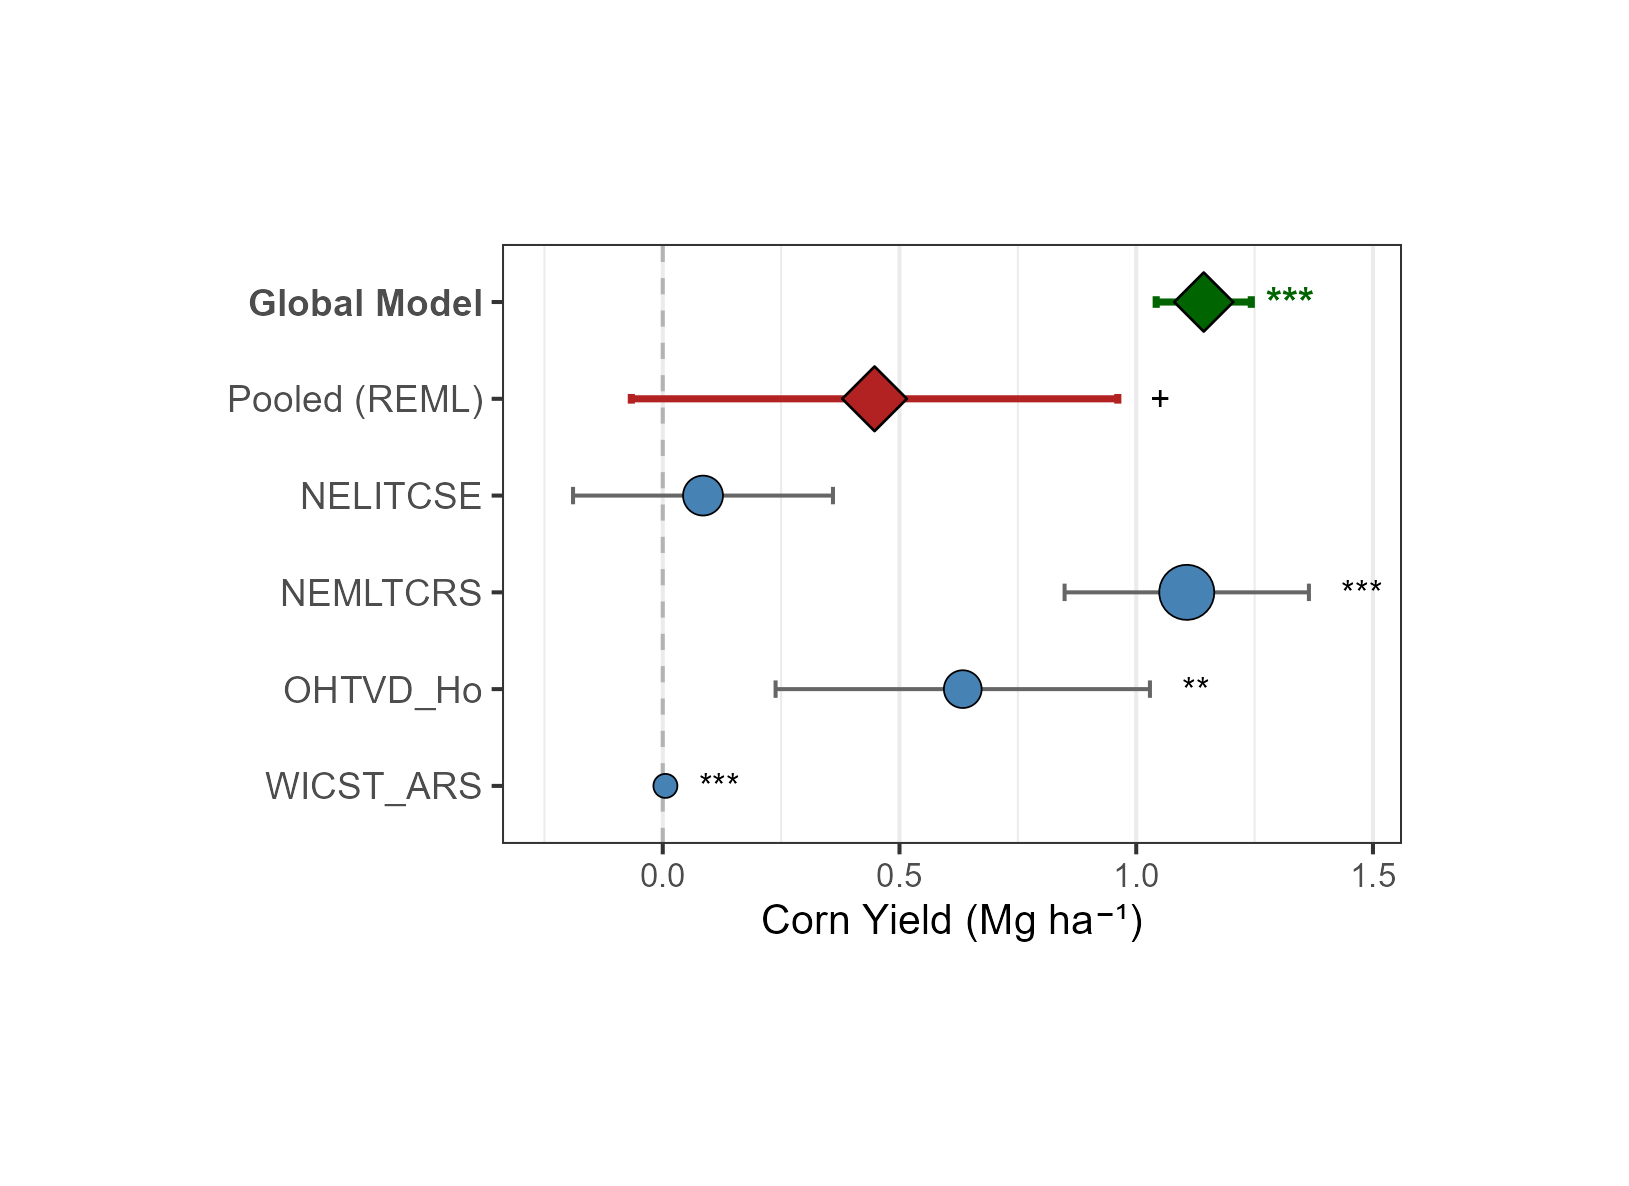 Global Model ***
Pooled (REML) +
NELITCSE
NEMLTCRS ***
OHTVD_Ho **
WICST_ARS ***
0.0 0.5 1.0 1.5
Corn Yield (Mg ha⁻¹)